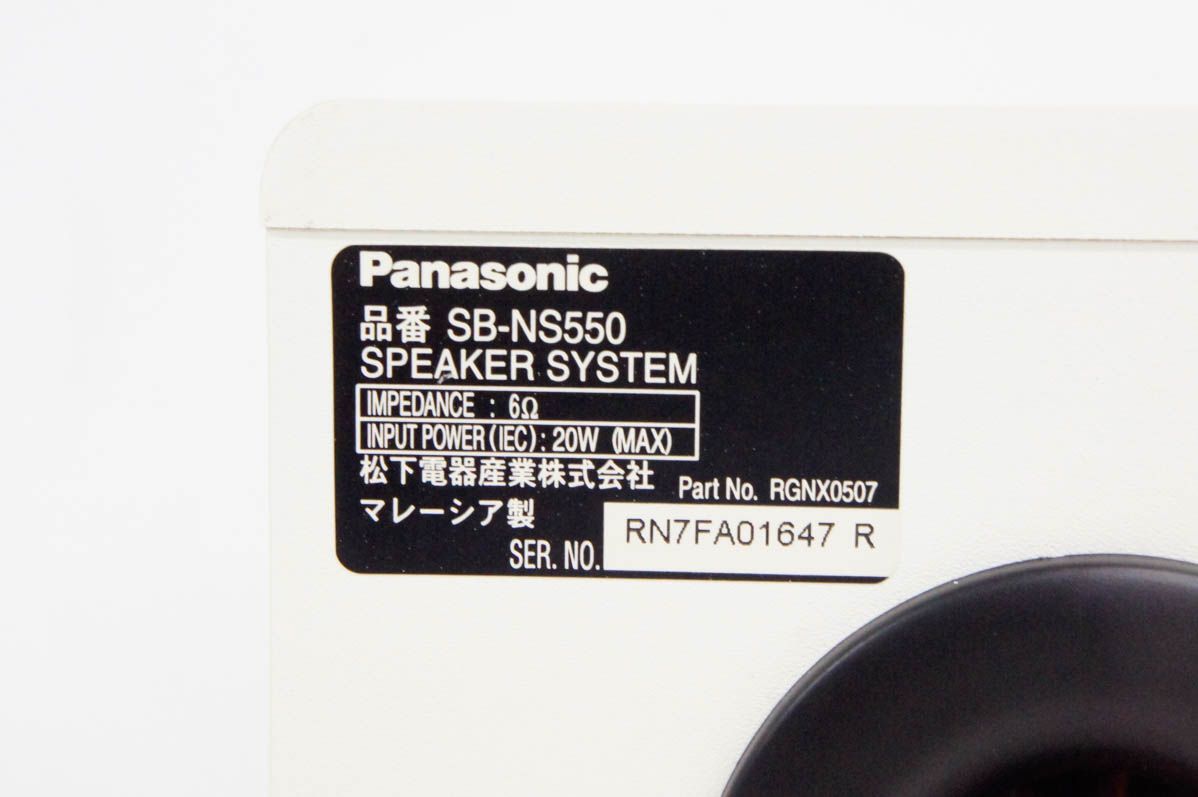 Panasonic
品番 SB-NS550
SPEAKER SYSTEM
IMPEDANCE : 6Ω
INPUT POWER (IEC) : 20W (MAX)
松下電器産業株式会社 Part No. RGNX0507
マレーシア製
SER. NO. RN7FA01647 R